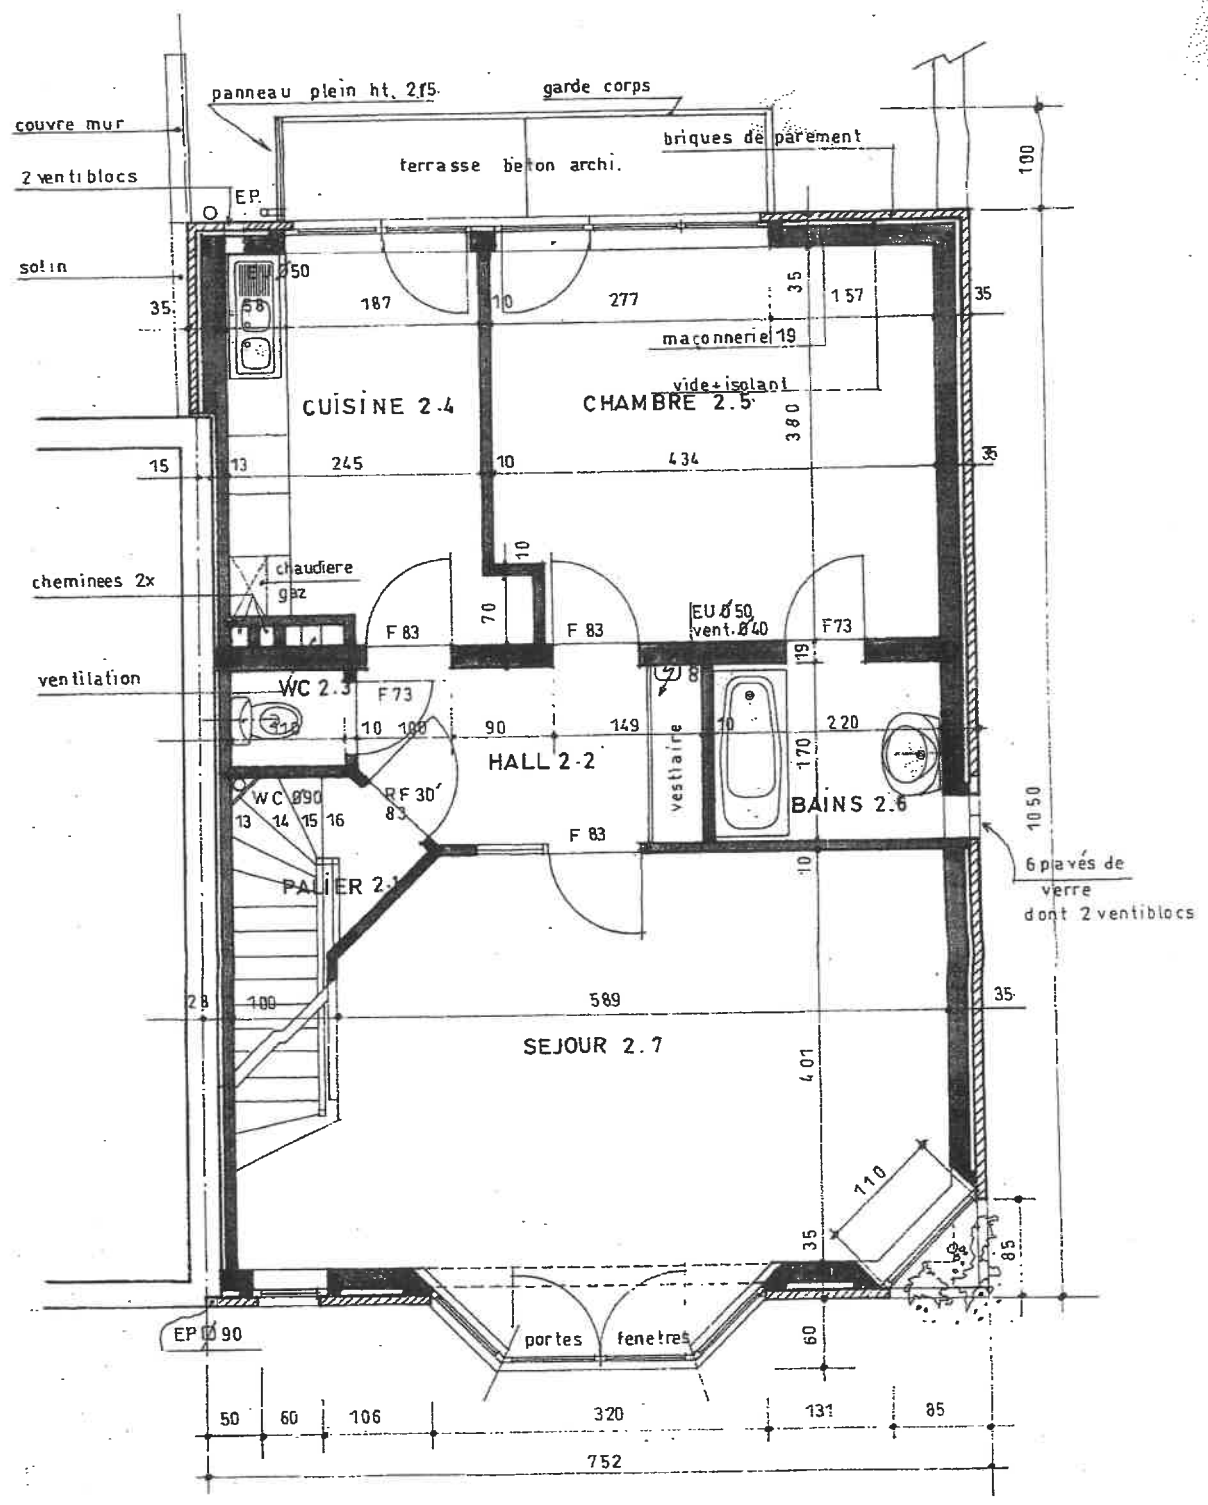 panneau plein ht. 215.
garde corps
couvre mur
briques de parement
terrasse beton archi.
100
2 ventiblocs
EP.
solin
EU Ø50
35
58
187
10
277
35
157
35
maçonnerie 19
vide + isolant
CUISINE 2.4
CHAMBRE 2.5
380
15
13
245
10
434
35
10
cheminees 2x
chaudiere
gaz
70
EU Ø 50
vent. Ø40
F 83
F 83
F73
19
ventilation
WC 2.3
F73
110
10
100
90
149
10
220
HALL 2.2
vestiaire
170
WC Ø90
RF 30'
83
BAINS 2.6
13
14
15
16
F 83
1050
10
6 pavés de
verre
dont 2 ventiblocs
PALIER 2.1
100
589
35
SEJOUR 2.7
401
110
35
85
EP 90
portes
fenetres
60
50
60
106
320
131
85
752